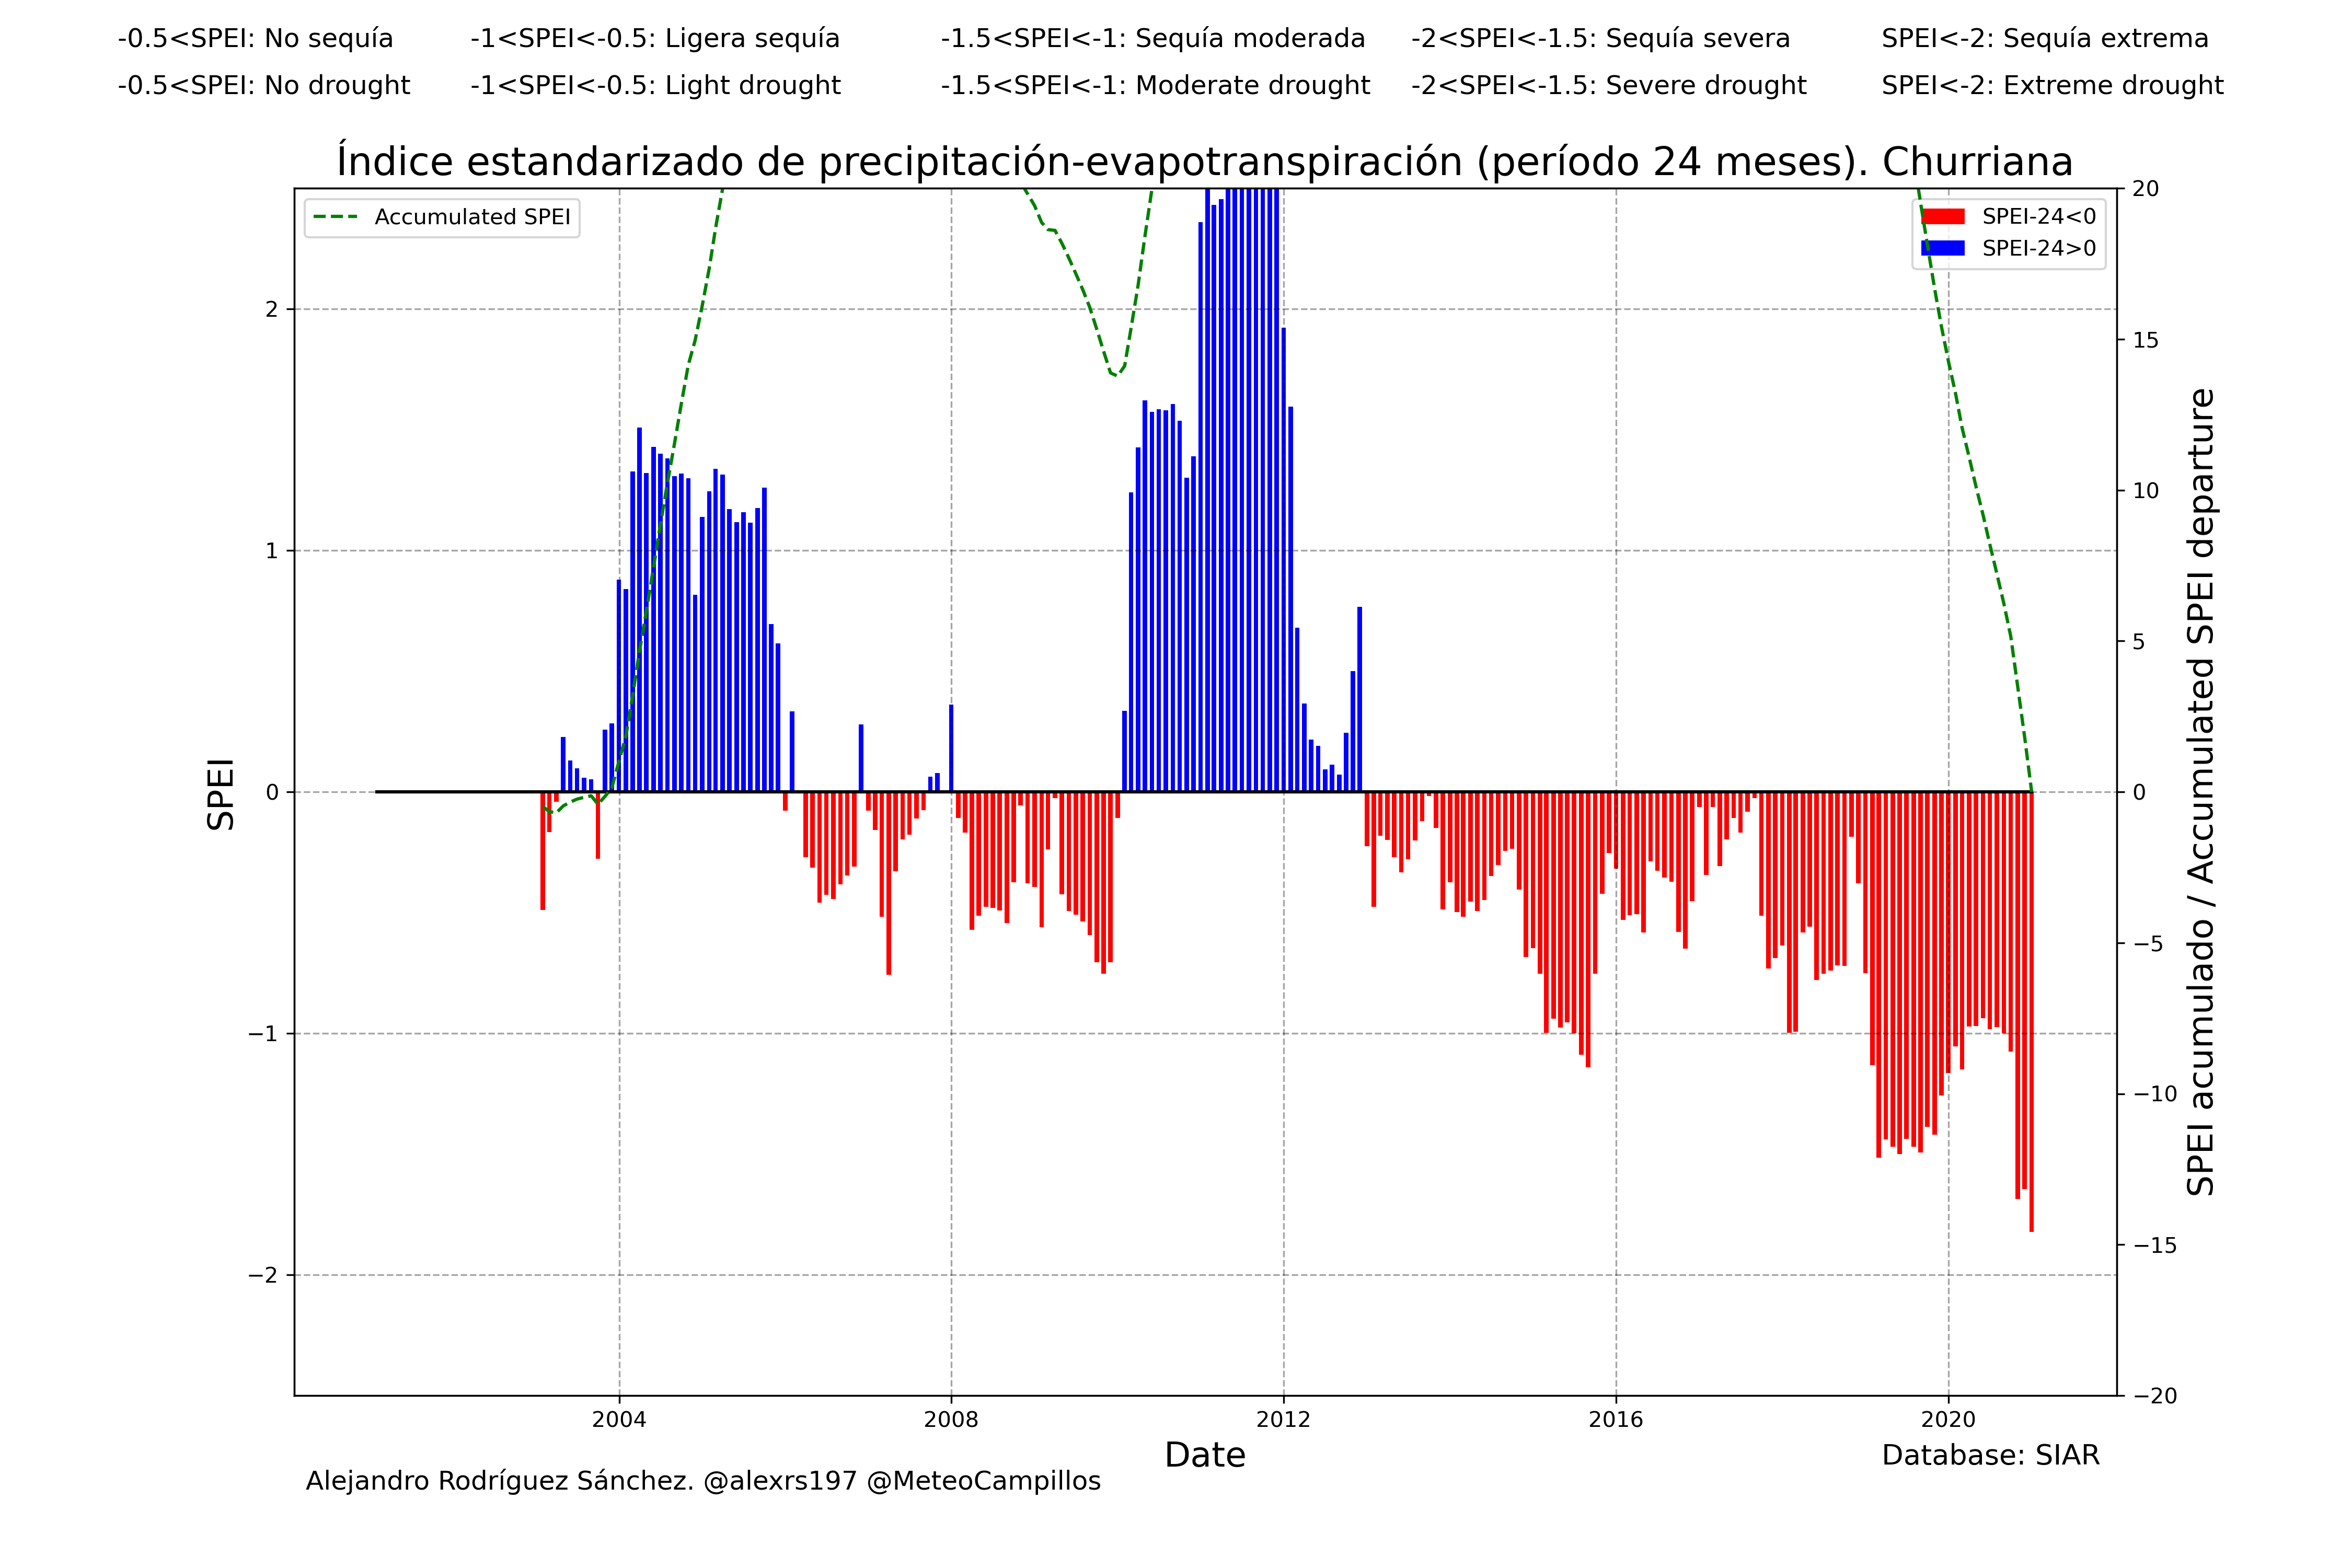 -0.5<SPEI: No sequía -1<SPEI<-0.5: Ligera sequía -1.5<SPEI<-1: Sequía moderada -2<SPEI<-1.5: Sequía severa SPEI<-2: Sequía extrema
-0.5<SPEI: No drought -1<SPEI<-0.5: Light drought -1.5<SPEI<-1: Moderate drought -2<SPEI<-1.5: Severe drought SPEI<-2: Extreme drought
Índice estandarizado de precipitación-evapotranspiración (período 24 meses). Churriana
Accumulated SPEI
SPEI-24<0
SPEI-24>0
SPEI
2
1
0
−1
−2
20
15
10
5
0
−5
−10
−15
−20
SPEI acumulado / Accumulated SPEI departure
2004 2008 2012 2016 2020
Date
Database: SIAR
Alejandro Rodríguez Sánchez. @alexrs197 @MeteoCampillos